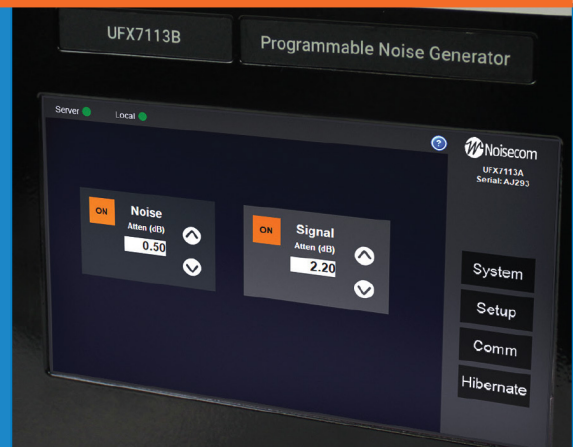 UFX7113B
Programmable Noise Generator
Server
Local
?
Noisecom
UFX7113A
Serial: AJ293
ON
Noise
Atten (dB)
0.50
ON
Signal
Atten (dB)
2.20
System
Setup
Comm
Hibernate